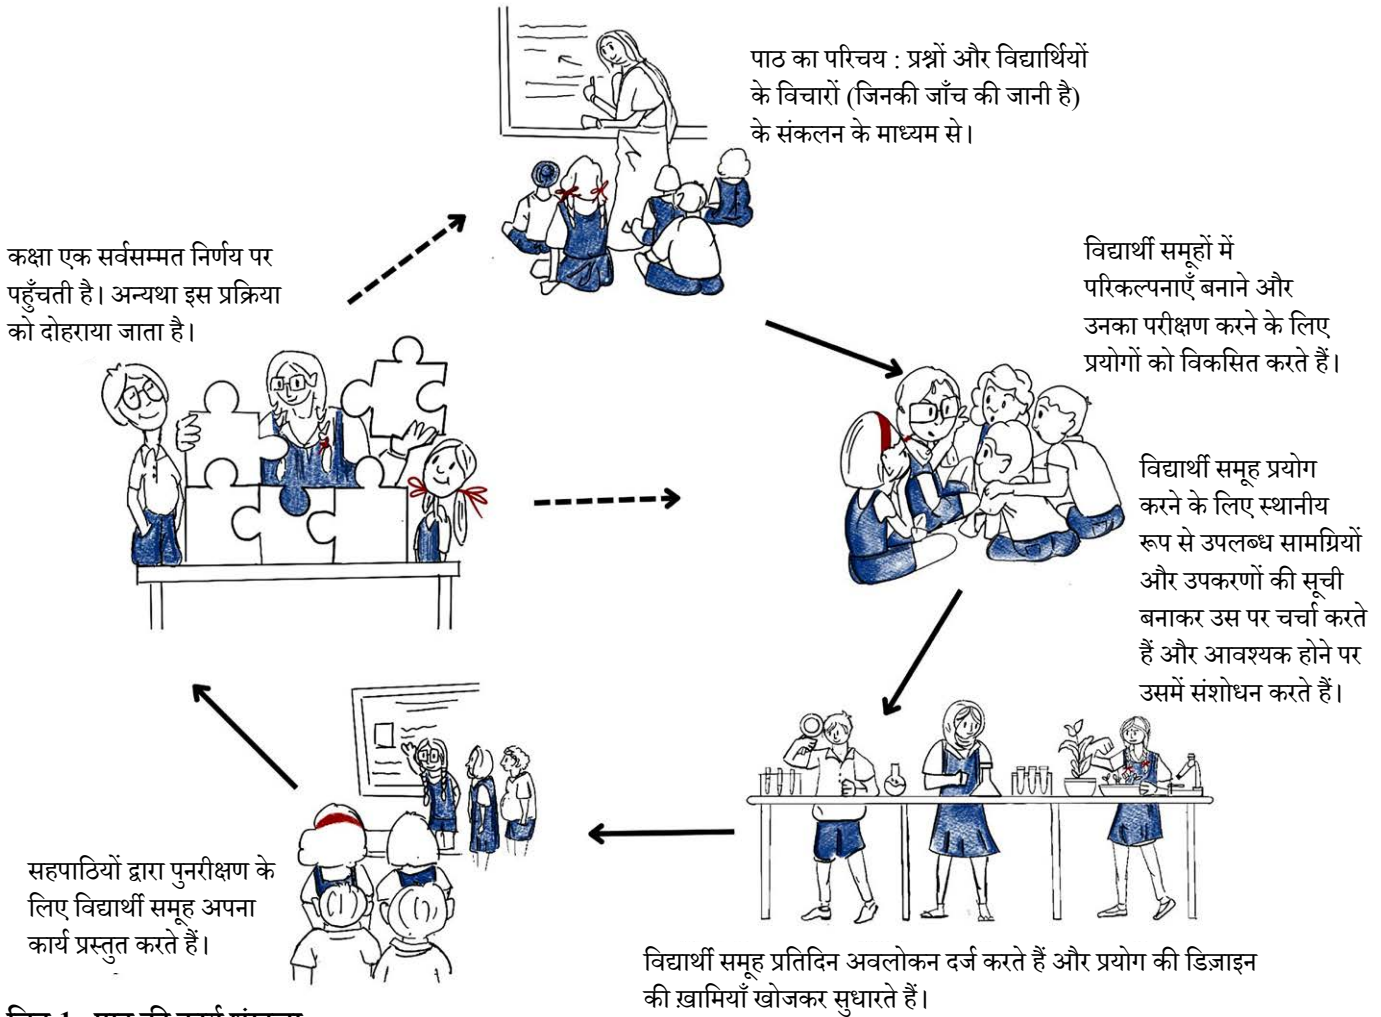 पाठ का परिचय : प्रश्नों और विद्यार्थियों
के विचारों (जिनकी जाँच की जानी है)
के संकलन के माध्यम से।
विद्यार्थी समूहों में
परिकल्पनाएँ बनाने और
उनका परीक्षण करने के लिए
प्रयोगों को विकसित करते हैं।
विद्यार्थी समूह प्रयोग
करने के लिए स्थानीय
रूप से उपलब्ध सामग्रियों
और उपकरणों की सूची
बनाकर उस पर चर्चा करते
हैं और आवश्यक होने पर
उसमें संशोधन करते हैं।
विद्यार्थी समूह प्रतिदिन अवलोकन दर्ज करते हैं और प्रयोग की डिज़ाइन
की ख़ामियाँ खोजकर सुधारते हैं।
सहपाठियों द्वारा पुनरीक्षण के
लिए विद्यार्थी समूह अपना
कार्य प्रस्तुत करते हैं।
कक्षा एक सर्वसम्मत निर्णय पर
पहुँचती है। अन्यथा इस प्रक्रिया
को दोहराया जाता है।